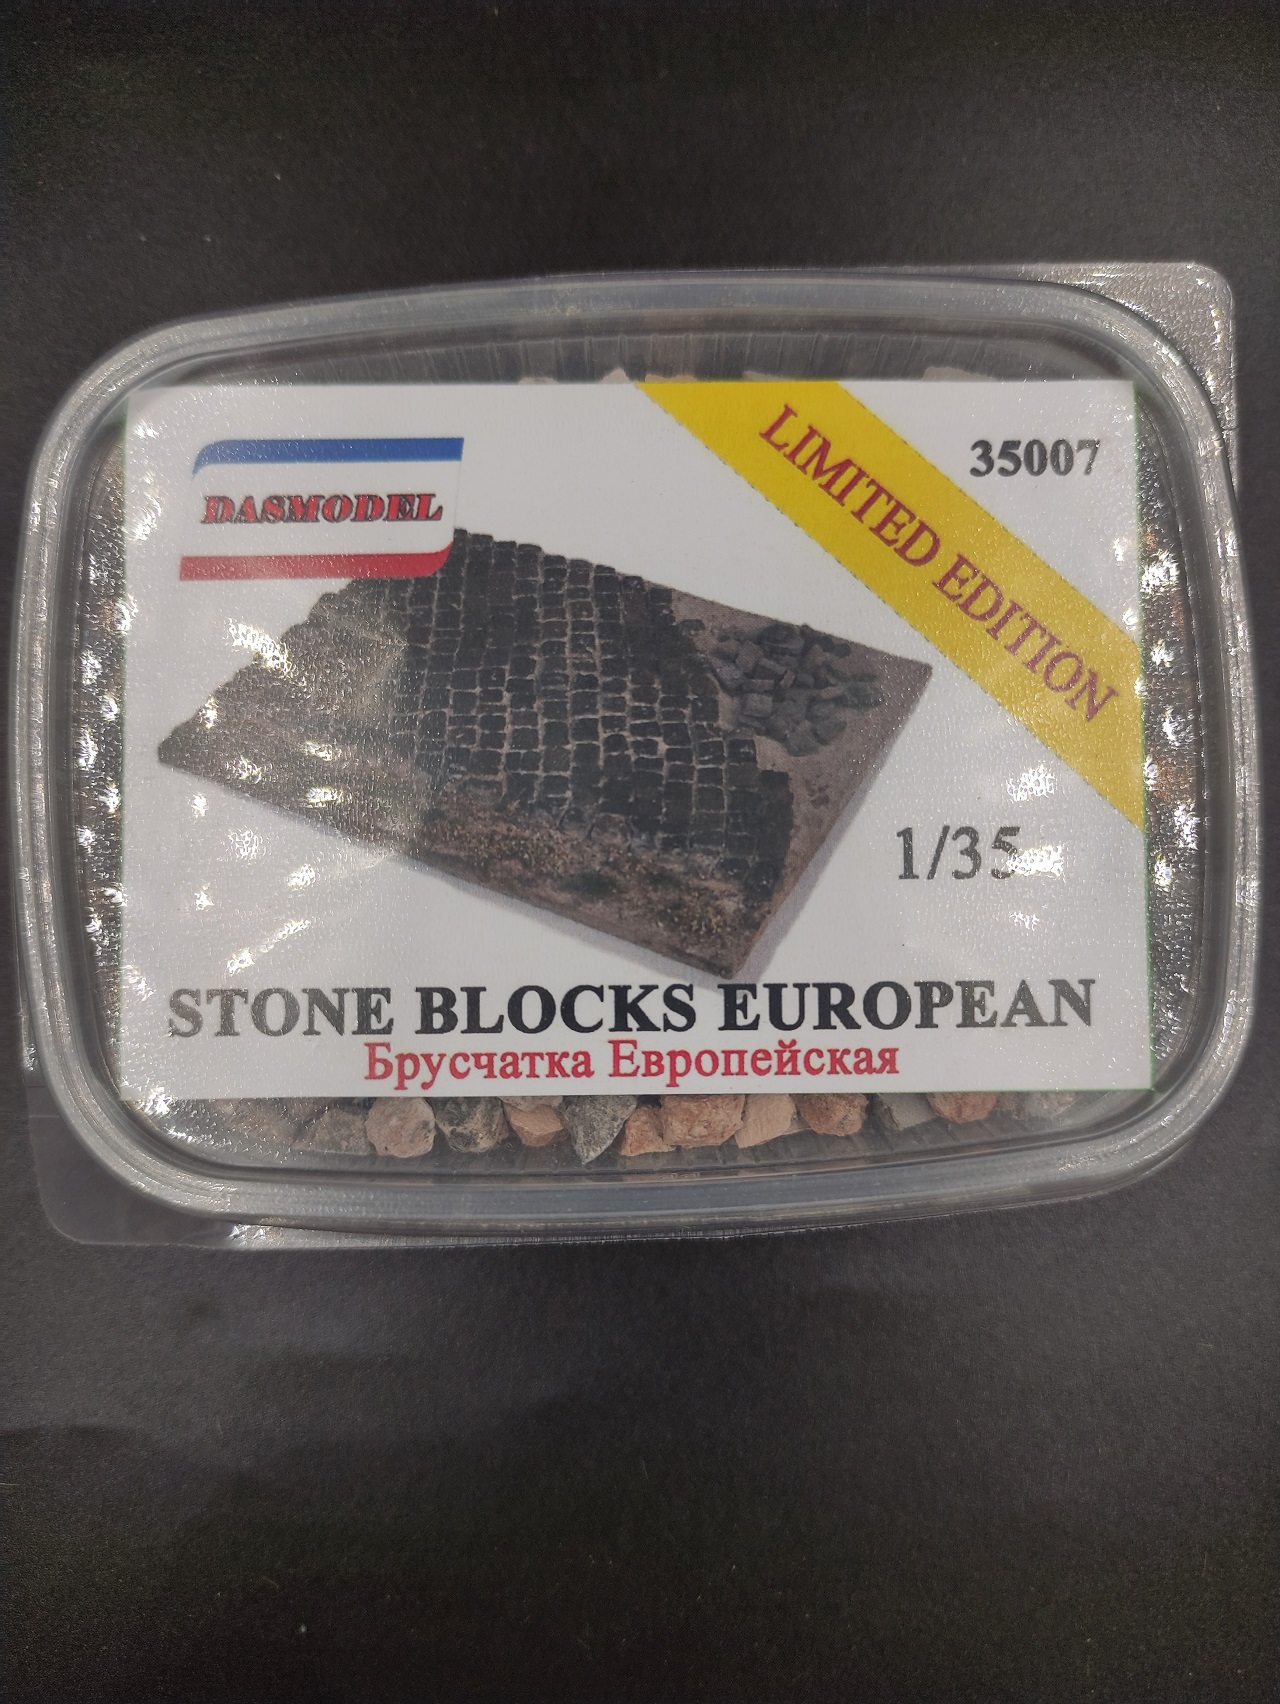 DASMODEL
LIMITED EDITION
35007
1/35
STONE BLOCKS EUROPEAN
Брусчатка Европейская